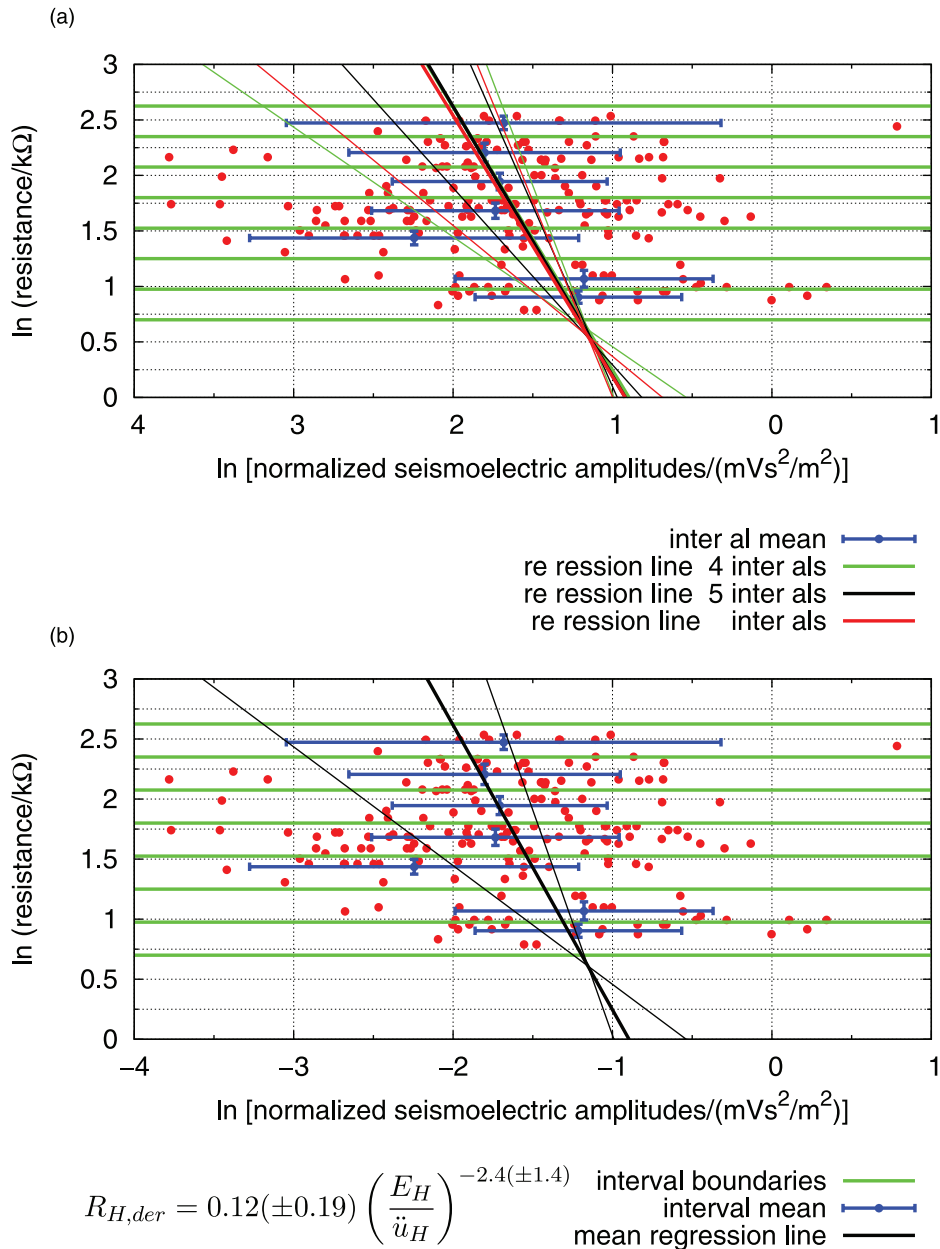 (a)
3
2.5
2
1.5
1
0.5
0
ln (resistance/kΩ)
4 3 2 1 0 1
ln [normalized seismoelectric amplitudes/(mVs²/m²)]
inter al mean
re ression line 4 inter als
re ression line 5 inter als
re ression line inter als
(b)
3
2.5
2
1.5
1
0.5
0
ln (resistance/kΩ)
−4 −3 −2 −1 0 1
ln [normalized seismoelectric amplitudes/(mVs²/m²)]
R_{H,der} = 0.12(±0.19) (E_H / ü_H)^{−2.4(±1.4)}
interval boundaries
interval mean
mean regression line